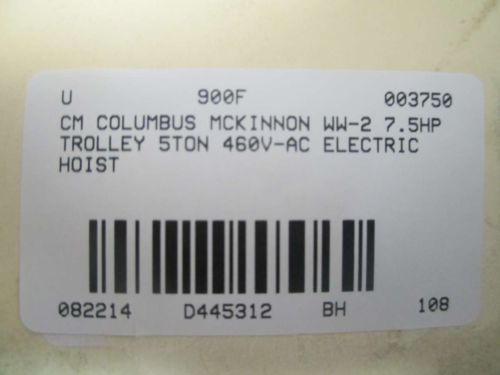 U 900F 003750
CM COLUMBUS MCKINNON WW-2 7.5HP
TROLLEY 5TON 460V-AC ELECTRIC
HOIST
082214 D445312 BH 108